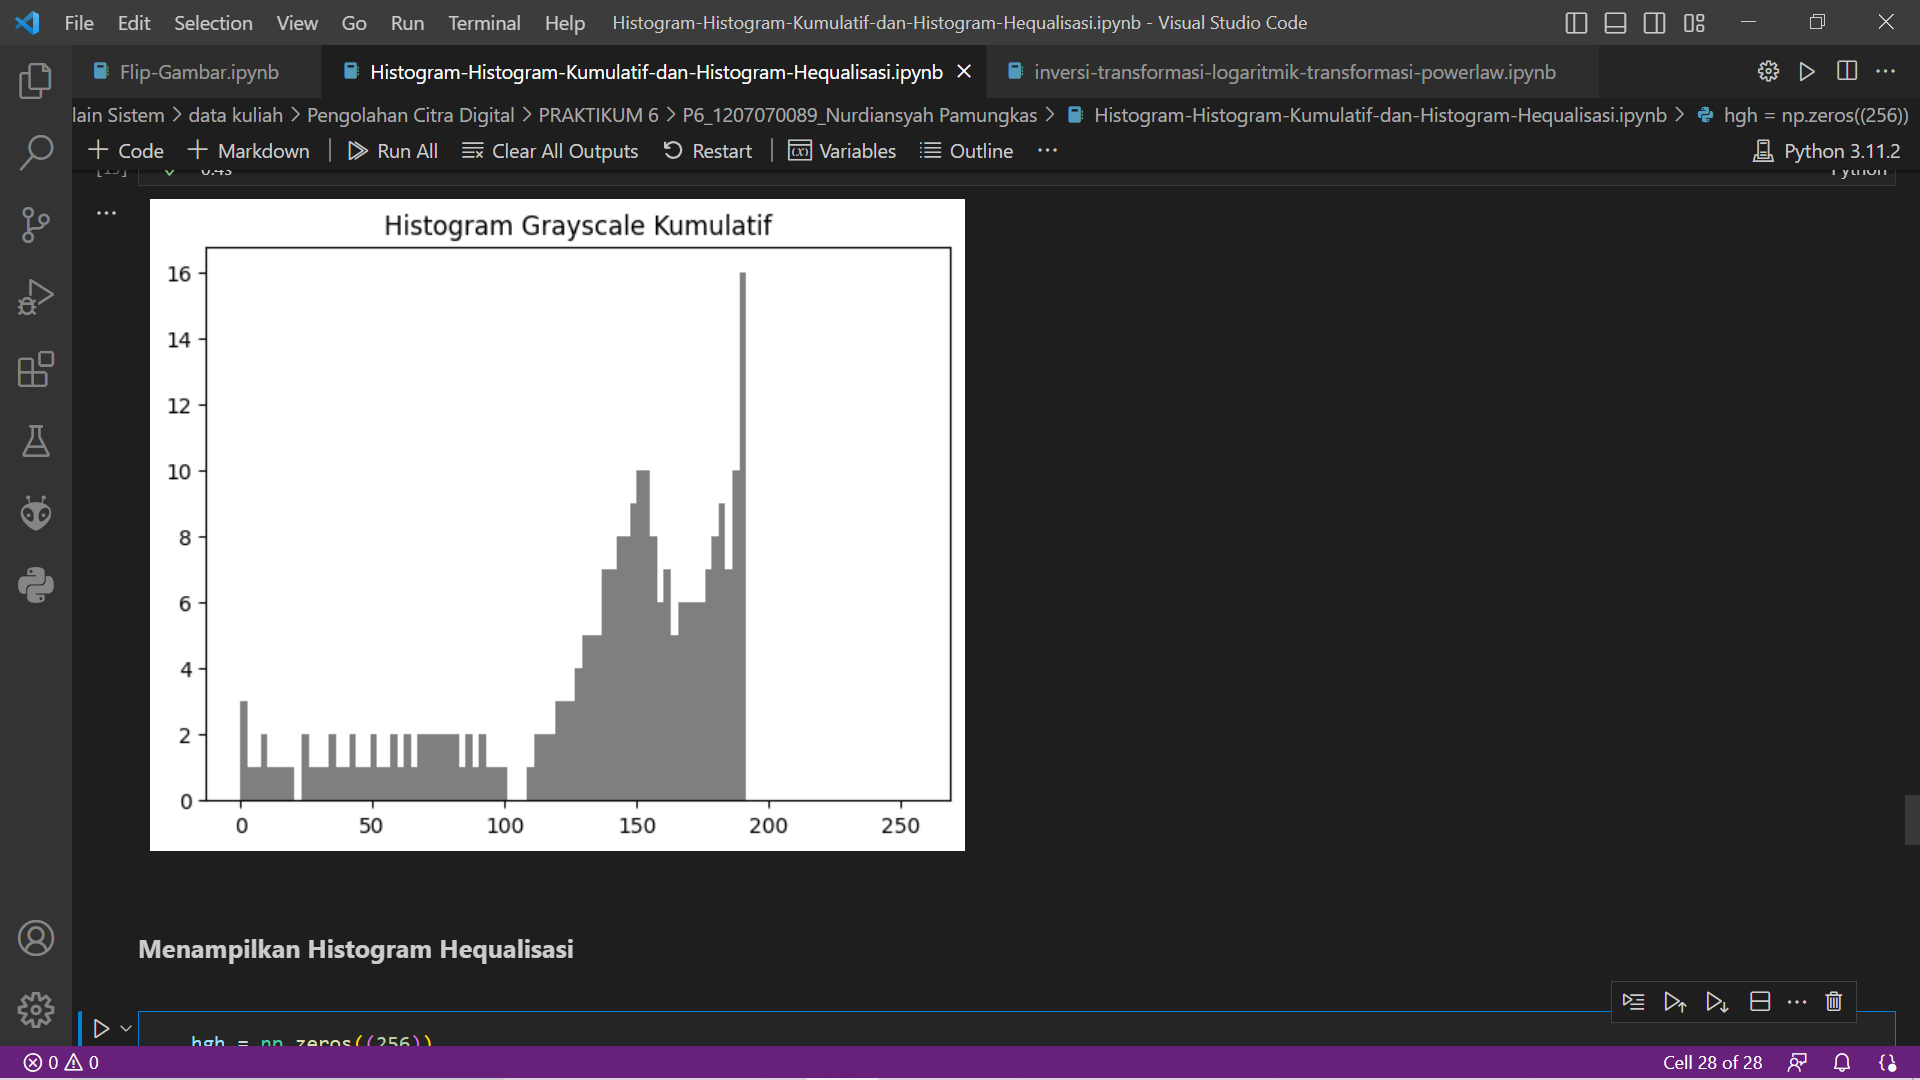 File Edit Selection View Go Run Terminal Help Histogram-Histogram-Kumulatif-dan-Histogram-Hequalisasi.ipynb - Visual Studio Code
Flip-Gambar.ipynb Histogram-Histogram-Kumulatif-dan-Histogram-Hequalisasi.ipynb inversi-transformasi-logaritmik-transformasi-powerlaw.ipynb
lain Sistem > data kuliah > Pengolahan Citra Digital > PRAKTIKUM 6 > P6_1207070089_Nurdiansyah Pamungkas > Histogram-Histogram-Kumulatif-dan-Histogram-Hequalisasi.ipynb > hgh = np.zeros((256))
+ Code + Markdown Run All Clear All Outputs Restart Variables Outline ... Python 3.11.2
0.4s Python
Histogram Grayscale Kumulatif
16
14
12
10
8
6
4
2
0
0 50 100 150 200 250
Menampilkan Histogram Hequalisasi
hgh = np.zeros((256))
0 0 Cell 28 of 28